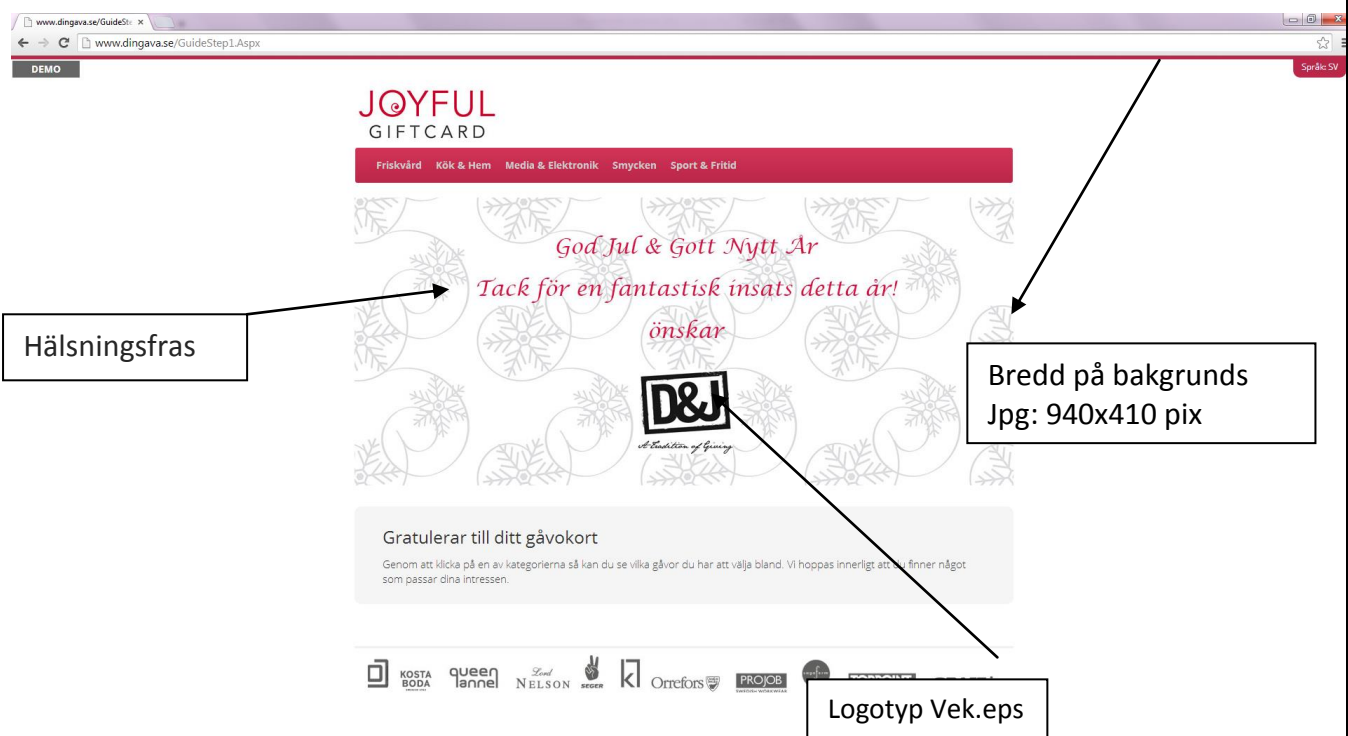 www.dingava.se/GuideSte
www.dingava.se/GuideStep1.Aspx
DEMO
Språk: SV
JOYFUL
GIFTCARD
Friskvård Kök & Hem Media & Elektronik Smycken Sport & Fritid
God Jul & Gott Nytt År
Tack för en fantastisk insats detta år!
önskar
Hälsningsfras
Bredd på bakgrunds
Jpg: 940x410 pix
D&J
A Tradition of Giving
Gratulerar till ditt gåvokort
Genom att klicka på en av kategorierna så kan du se vilka gåvor du har att välja bland. Vi hoppas innerligt att du finner något
som passar dina intressen.
KOSTA
BODA
queen
anne
Lord
NELSON
SEGER
Orrefors
PROJOB
Logotyp Vek.eps